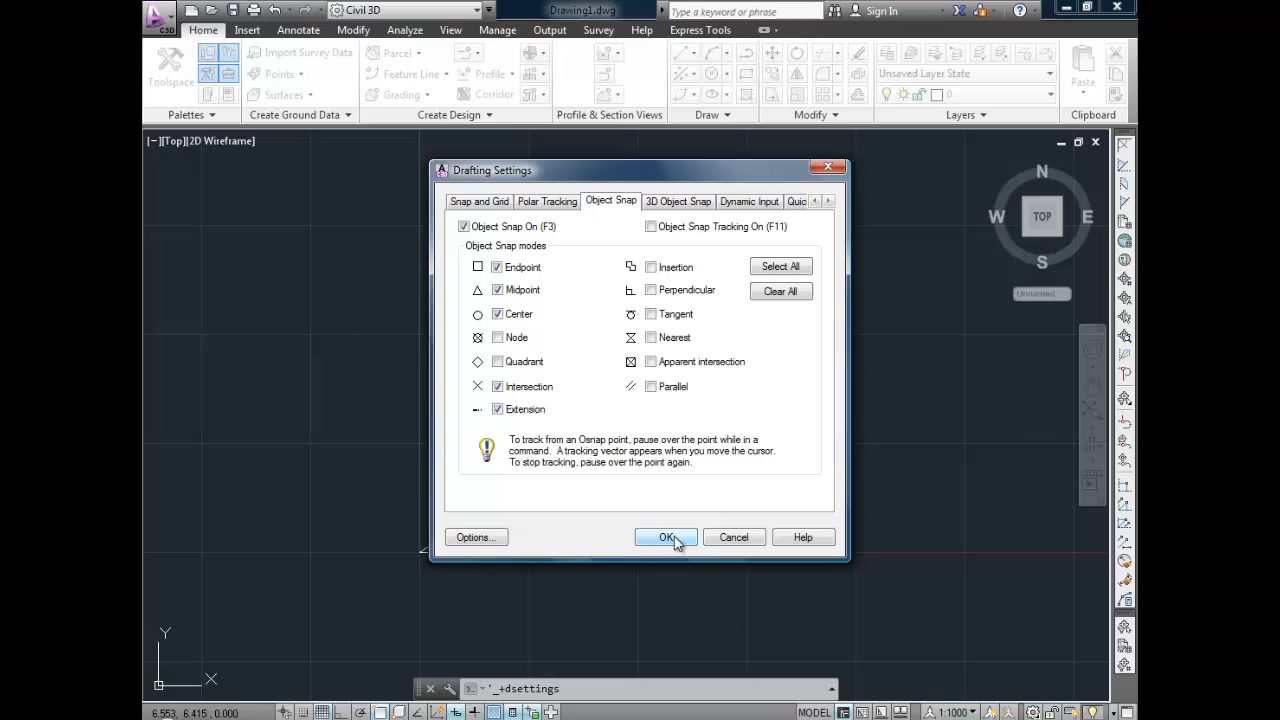 Civil 3D
Drawing1.dwg
Type a keyword or phrase
Sign In
C3D
Home
Insert
Annotate
Modify
Analyze
View
Manage
Output
Survey
Help
Express Tools
Toolspace
Import Survey Data
Points
Surfaces
Parcel
Feature Line
Grading
Profile
Corridor
Unsaved Layer State
0
Paste
Palettes
Create Ground Data
Create Design
Profile & Section Views
Draw
Modify
Layers
Clipboard
[−][Top][2D Wireframe]
N
W
TOP
E
S
Unnamed
Drafting Settings
Snap and Grid
Polar Tracking
Object Snap
3D Object Snap
Dynamic Input
Quic
Object Snap On (F3)
Object Snap Tracking On (F11)
Object Snap modes
Endpoint
Midpoint
Center
Node
Quadrant
Intersection
Extension
Insertion
Perpendicular
Tangent
Nearest
Apparent intersection
Parallel
Select All
Clear All
To track from an Osnap point, pause over the point while in a
command. A tracking vector appears when you move the cursor.
To stop tracking, pause over the point again.
Options...
OK
Cancel
Help
Y
X
'_+dsettings
6.553, 6.415, 0.000
MODEL
1:1000